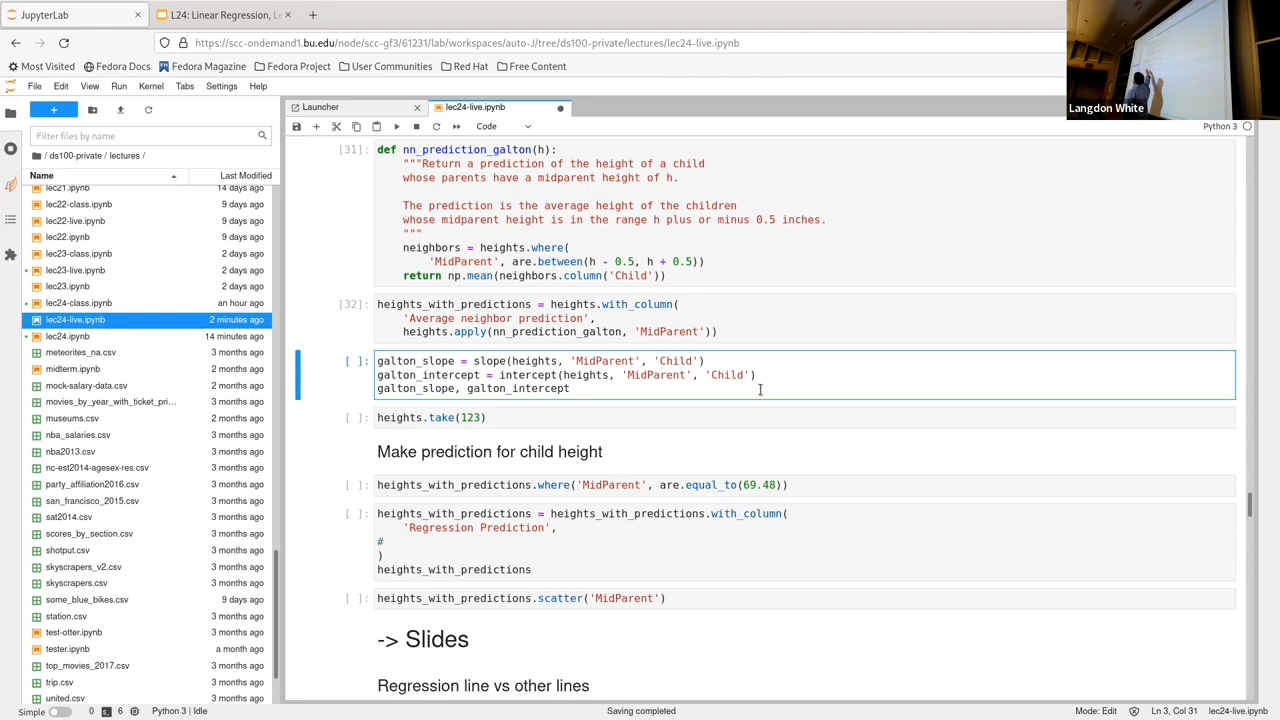 JupyterLab
L24: Linear Regression, Le
https://scc-ondemand1.bu.edu/node/scc-gf3/61231/lab/workspaces/auto-J/tree/ds100-private/lectures/lec24-live.ipynb
Most Visited
Fedora Docs
Fedora Magazine
Fedora Project
User Communities
Red Hat
Free Content
Langdon White
File Edit View Run Kernel Tabs Settings Help
Filter files by name
/ ds100-private / lectures /
Name Last Modified
lec21.ipynb 14 days ago
lec22-class.ipynb 9 days ago
lec22-live.ipynb 9 days ago
lec22.ipynb 9 days ago
lec23-class.ipynb 2 days ago
lec23-live.ipynb 2 days ago
lec23.ipynb 2 days ago
lec24-class.ipynb an hour ago
lec24-live.ipynb 2 minutes ago
lec24.ipynb 14 minutes ago
meteorites_na.csv 3 months ago
midterm.ipynb 2 months ago
mock-salary-data.csv 2 months ago
movies_by_year_with_ticket_pri... 3 months ago
museums.csv 2 months ago
nba_salaries.csv 3 months ago
nba2013.csv 3 months ago
nc-est2014-agesex-res.csv 3 months ago
party_affiliation2016.csv 3 months ago
san_francisco_2015.csv 3 months ago
sat2014.csv 3 months ago
scores_by_section.csv 3 months ago
shotput.csv 3 months ago
skyscrapers_v2.csv 3 months ago
skyscrapers.csv 3 months ago
some_blue_bikes.csv 9 days ago
station.csv 3 months ago
test-otter.ipynb 3 months ago
tester.ipynb a month ago
top_movies_2017.csv 3 months ago
trip.csv 3 months ago
united.csv 3 months ago
Launcher
lec24-live.ipynb
Code
Python 3
[31]: def nn_prediction_galton(h):
"""Return a prediction of the height of a child
whose parents have a midparent height of h.
The prediction is the average height of the children
whose midparent height is in the range h plus or minus 0.5 inches.
"""
neighbors = heights.where(
'MidParent', are.between(h - 0.5, h + 0.5))
return np.mean(neighbors.column('Child'))
[32]: heights_with_predictions = heights.with_column(
'Average neighbor prediction',
heights.apply(nn_prediction_galton, 'MidParent'))
[ ]: galton_slope = slope(heights, 'MidParent', 'Child')
galton_intercept = intercept(heights, 'MidParent', 'Child')
galton_slope, galton_intercept
[ ]: heights.take(123)
Make prediction for child height
[ ]: heights_with_predictions.where('MidParent', are.equal_to(69.48))
[ ]: heights_with_predictions = heights_with_predictions.with_column(
'Regression Prediction',
#
)
heights_with_predictions
[ ]: heights_with_predictions.scatter('MidParent')
-> Slides
Regression line vs other lines
Simple 0 6 Python 3 | Idle
Saving completed
Mode: Edit Ln 3, Col 31 lec24-live.ipynb